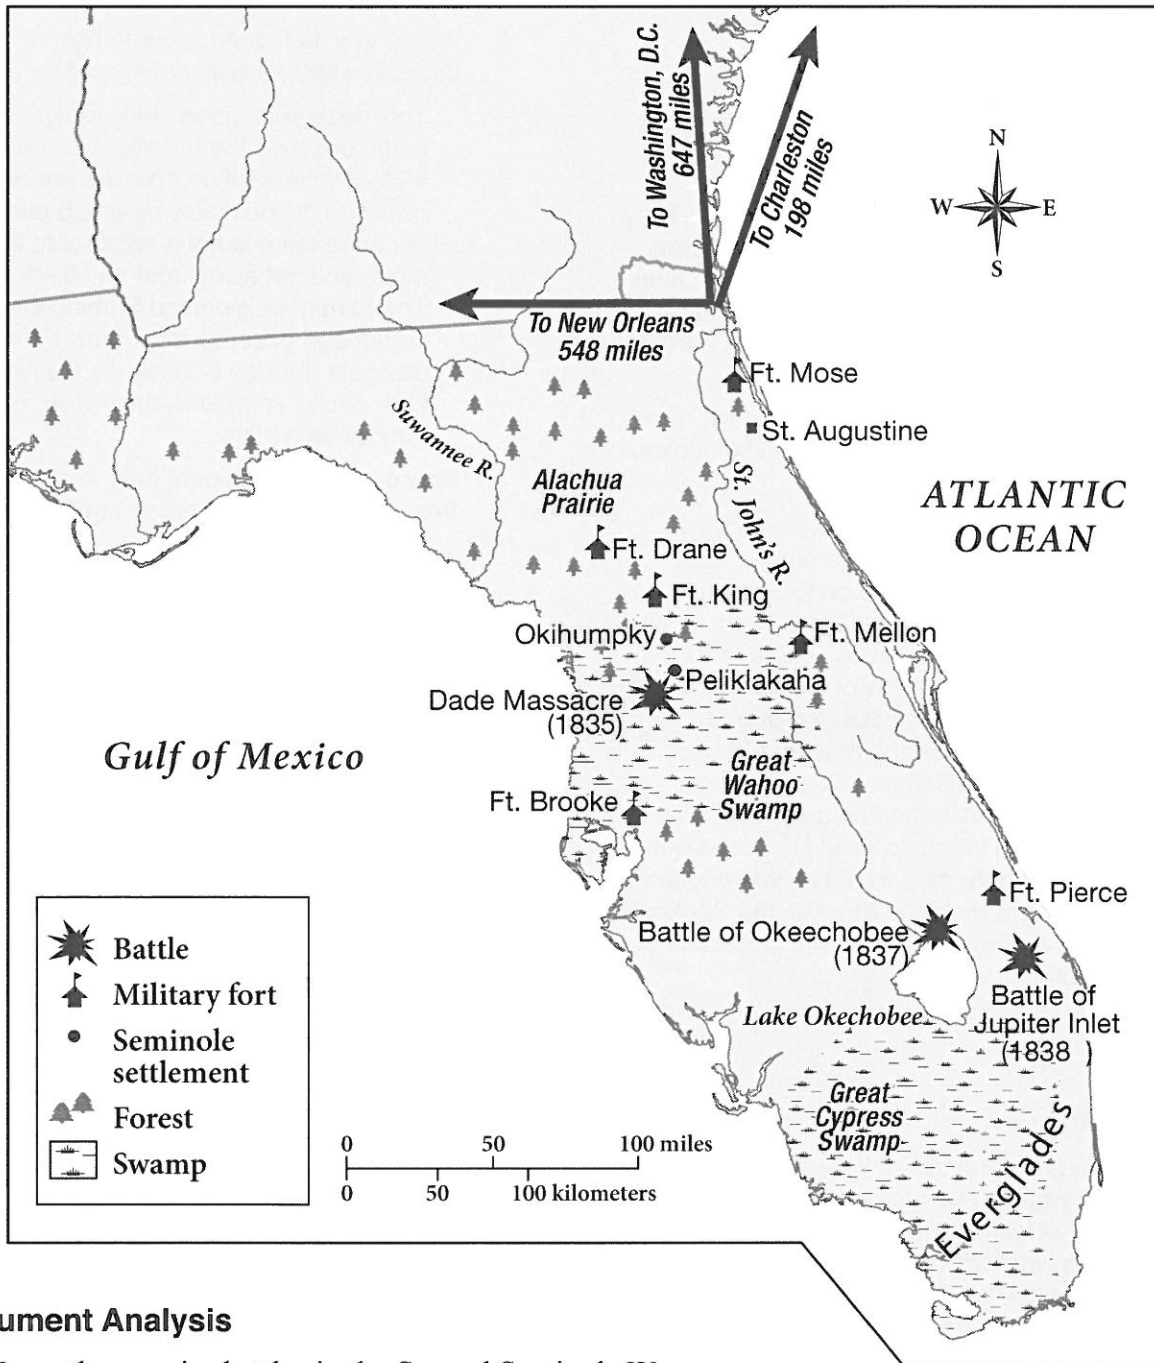 To Washington, D.C.
647 miles
To Charleston
198 miles
N
W
E
S
To New Orleans
548 miles
Ft. Mose
St. Augustine
Suwannee R.
Alachua
Prairie
St. John's R.
ATLANTIC
OCEAN
Ft. Drane
Ft. King
Okihumpky
Ft. Mellon
Peliklakaha
Dade Massacre
(1835)
Gulf of Mexico
Great
Wahoo
Swamp
Ft. Brooke
Ft. Pierce
Battle of Okeechobee
(1837)
Battle of
Jupiter Inlet
(1838
Lake Okechobee
Great
Cypress
Swamp
Everglades
Battle
Military fort
Seminole
settlement
Forest
Swamp
0 50 100 miles
0 50 100 kilometers
ument Analysis